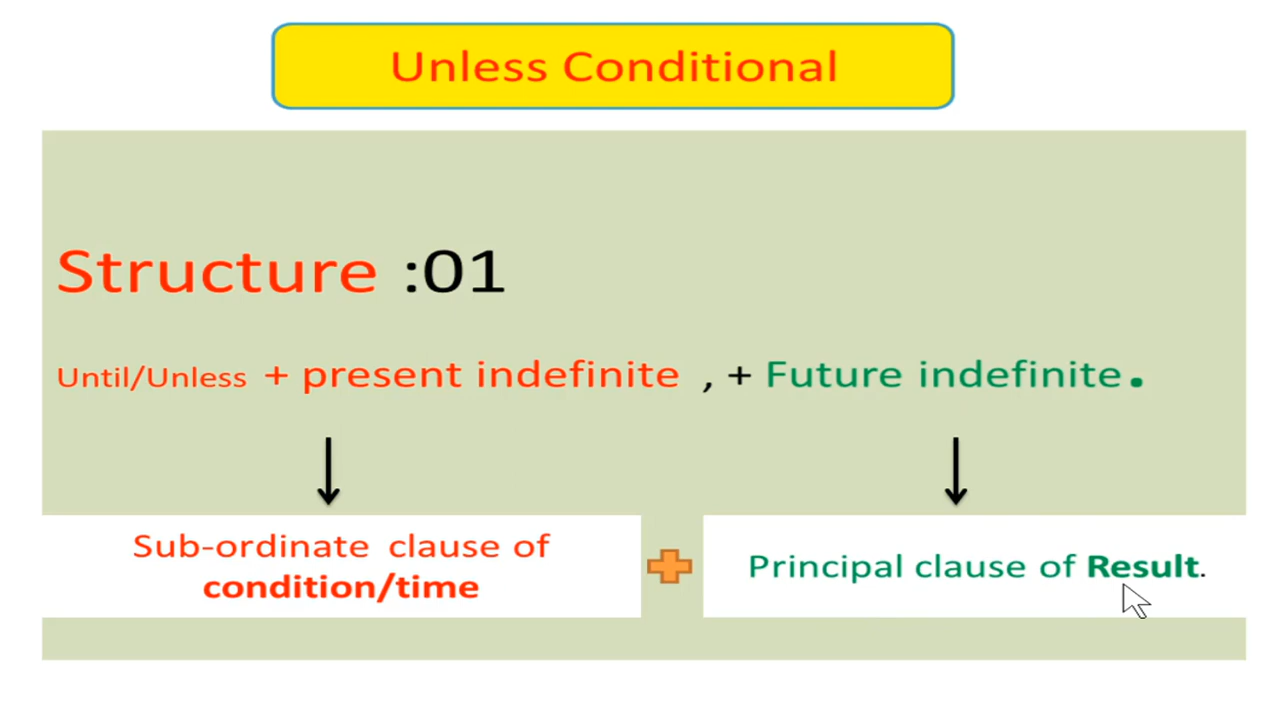 Unless Conditional
Structure :01
Until/Unless + present indefinite , + Future indefinite.
Sub-ordinate clause of
condition/time
Principal clause of Result.